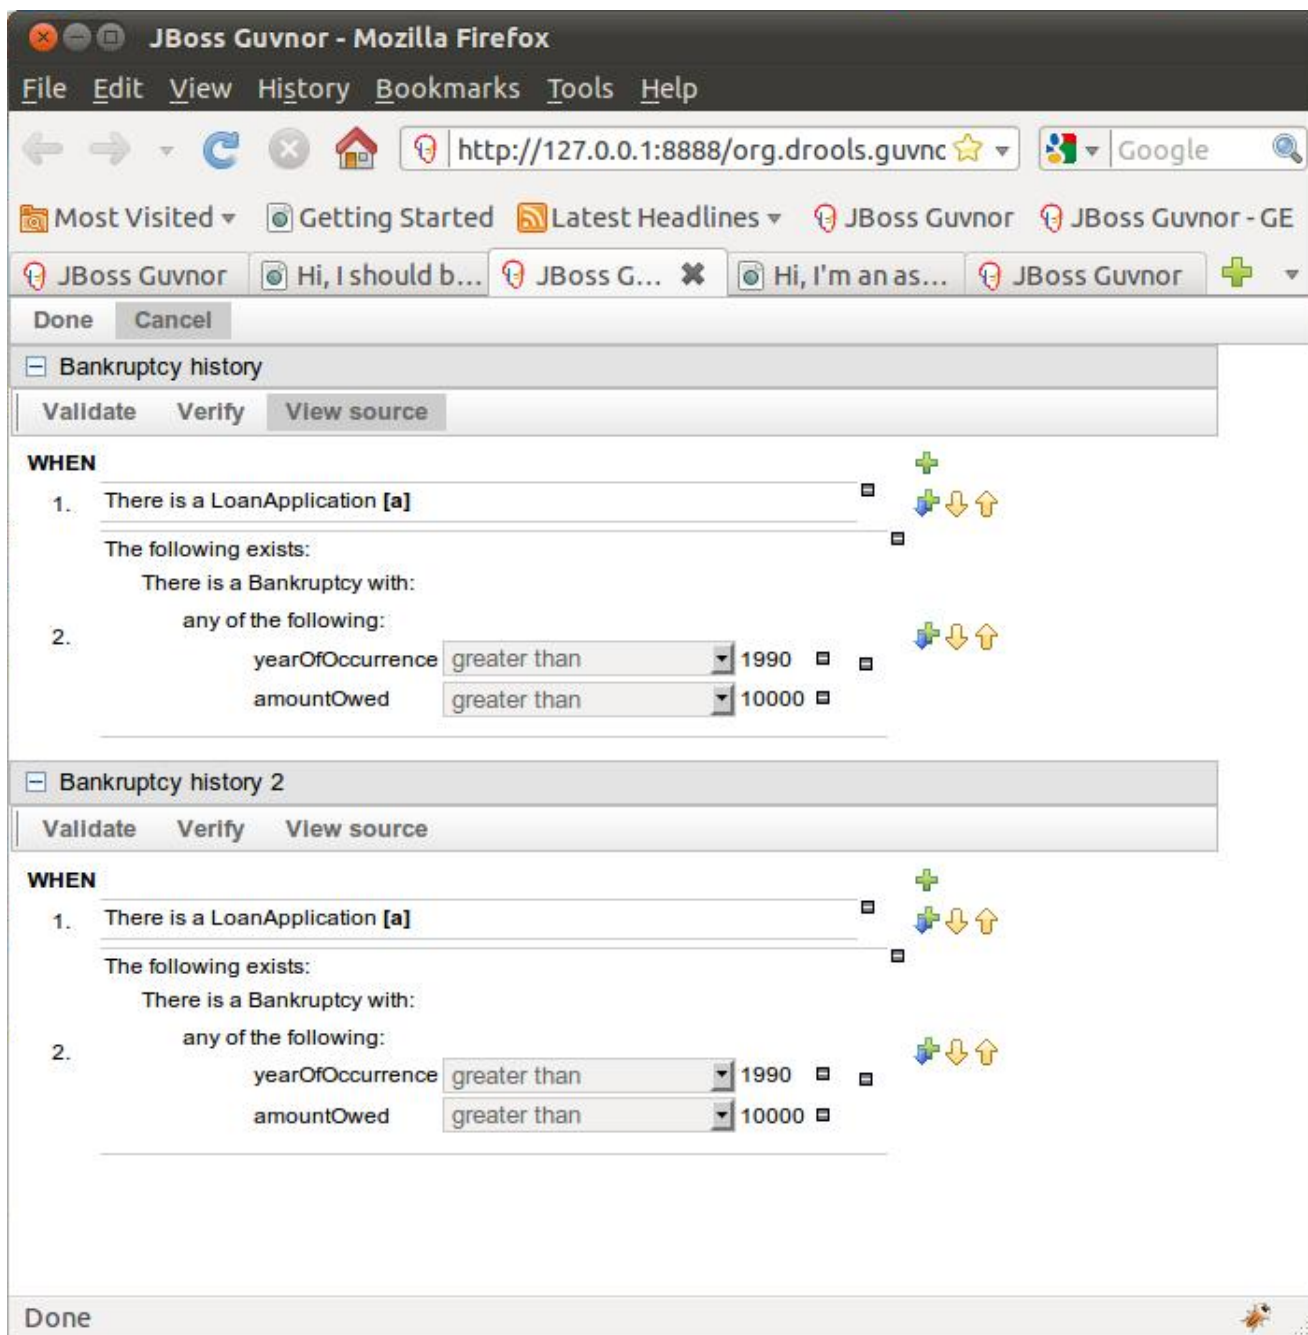 JBoss Guvnor - Mozilla Firefox
File Edit View History Bookmarks Tools Help
http://127.0.0.1:8888/org.drools.guvnc Google
Most Visited Getting Started Latest Headlines JBoss Guvnor JBoss Guvnor - GE
JBoss Guvnor Hi, I should b... JBoss G... Hi, I'm an as... JBoss Guvnor
Done Cancel
Bankruptcy history
Validate Verify View source
WHEN
1. There is a LoanApplication [a]
The following exists:
There is a Bankruptcy with:
any of the following:
2.
yearOfOccurrence greater than 1990
amountOwed greater than 10000
Bankruptcy history 2
Validate Verify View source
WHEN
1. There is a LoanApplication [a]
The following exists:
There is a Bankruptcy with:
any of the following:
2.
yearOfOccurrence greater than 1990
amountOwed greater than 10000
Done